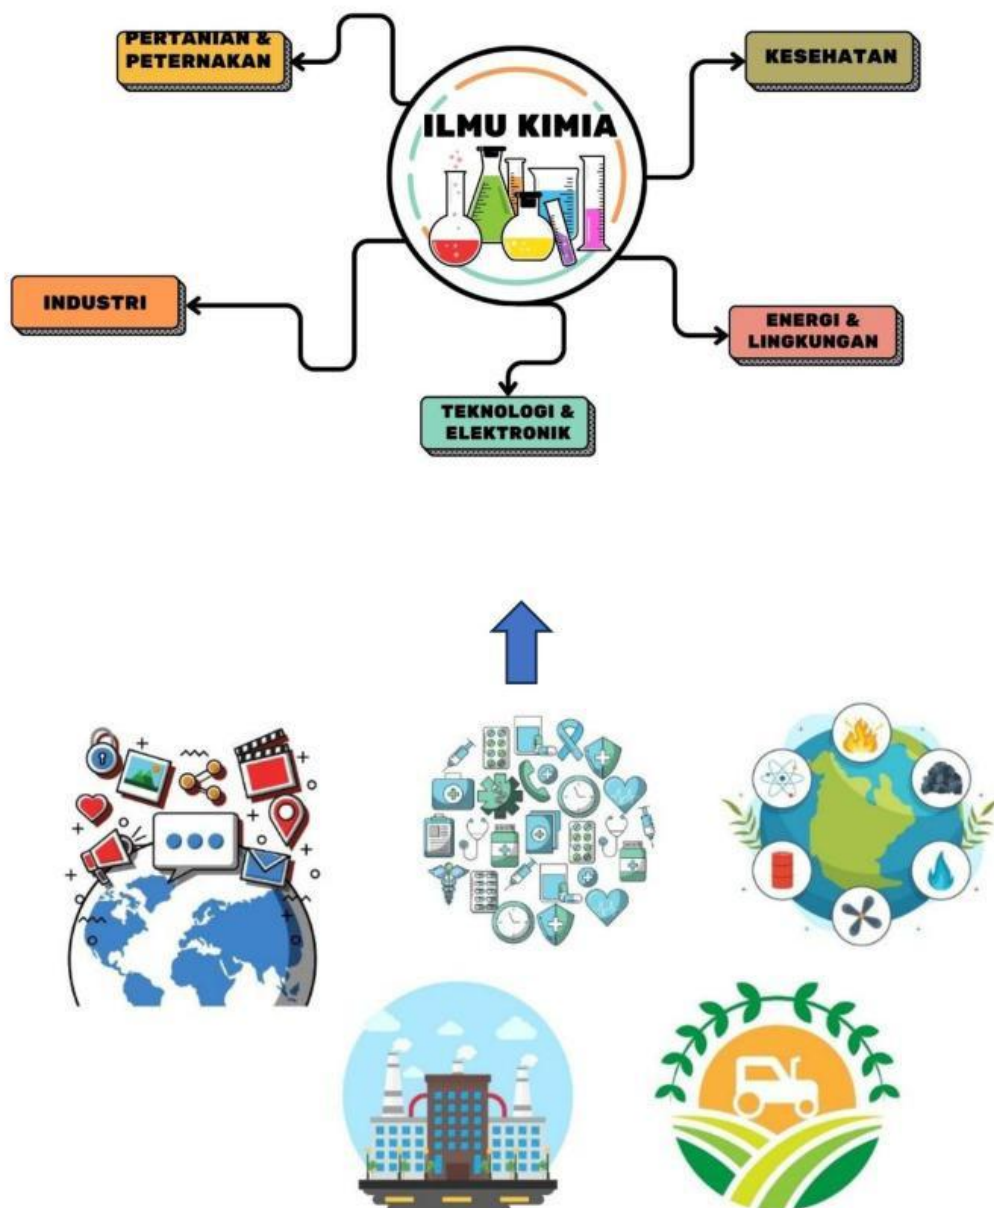 PERTANIAN &
PETERNAKAN
KESEHATAN
ILMU KIMIA
INDUSTRI
ENERGI &
LINGKUNGAN
TEKNOLOGI &
ELEKTRONIK